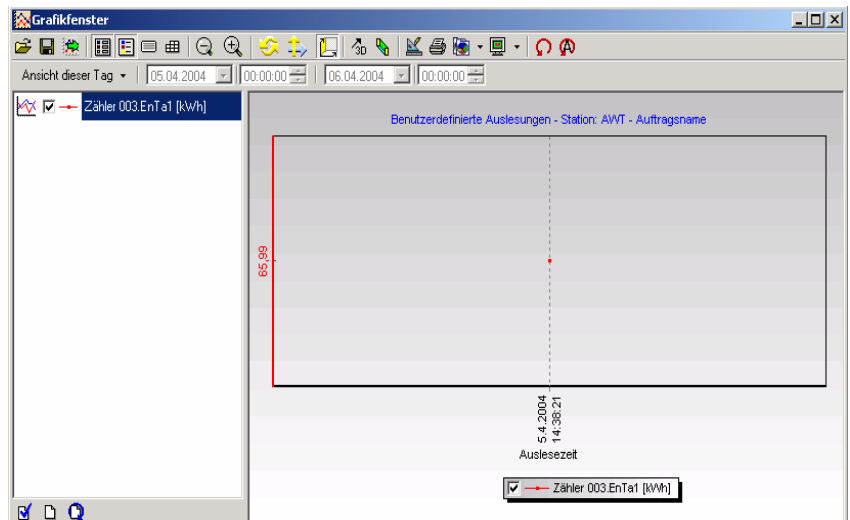 Grafikfenster
3D
A
Ansicht dieser Tag 05.04.2004 00:00:00 06.04.2004 00:00:00
Zähler 003.EnTa1 [kWh]
Benutzerdefinierte Auslesungen - Station: AWT - Auftragsname
65,99
5.4.2004
14:38:21
Auslesezeit
Zähler 003.EnTa1 [kWh]